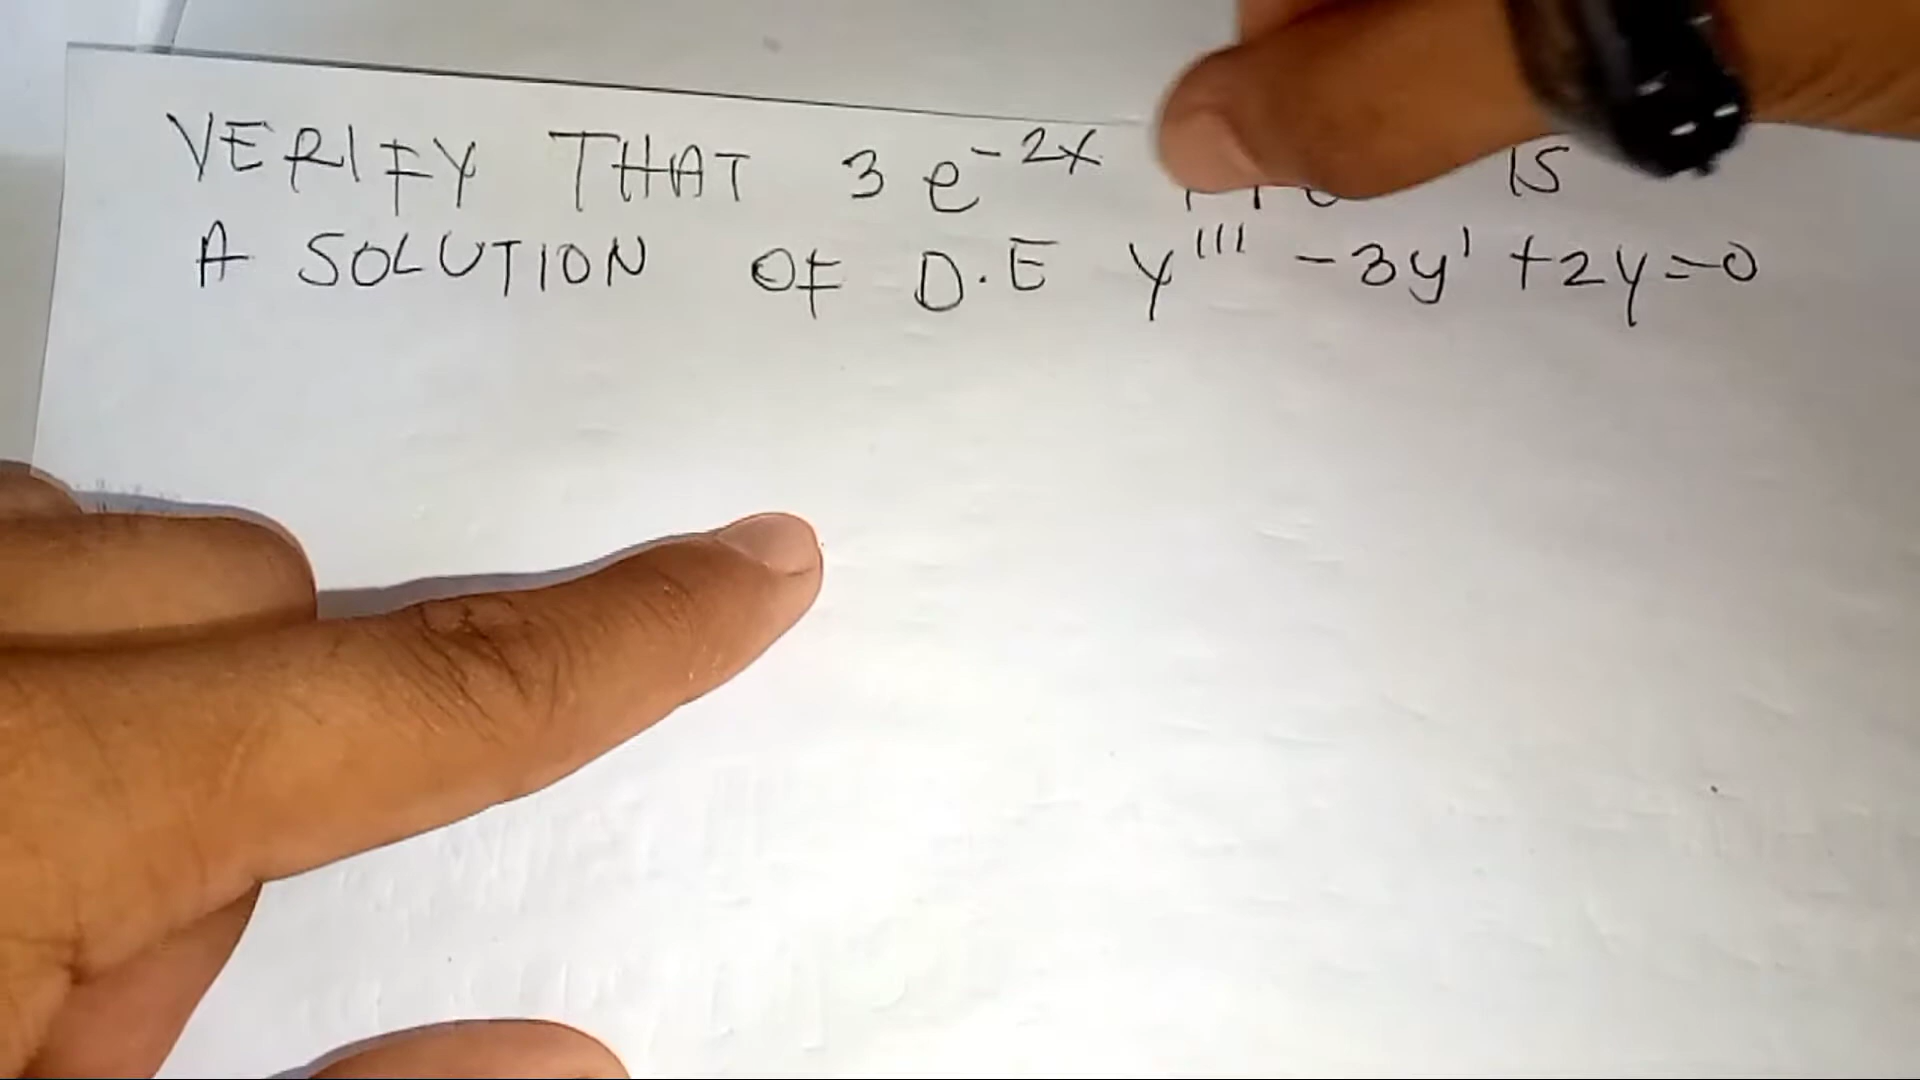 VERIFY THAT 3e^{-2x} IS
A SOLUTION OF D.E y''' - 3y' + 2y = 0